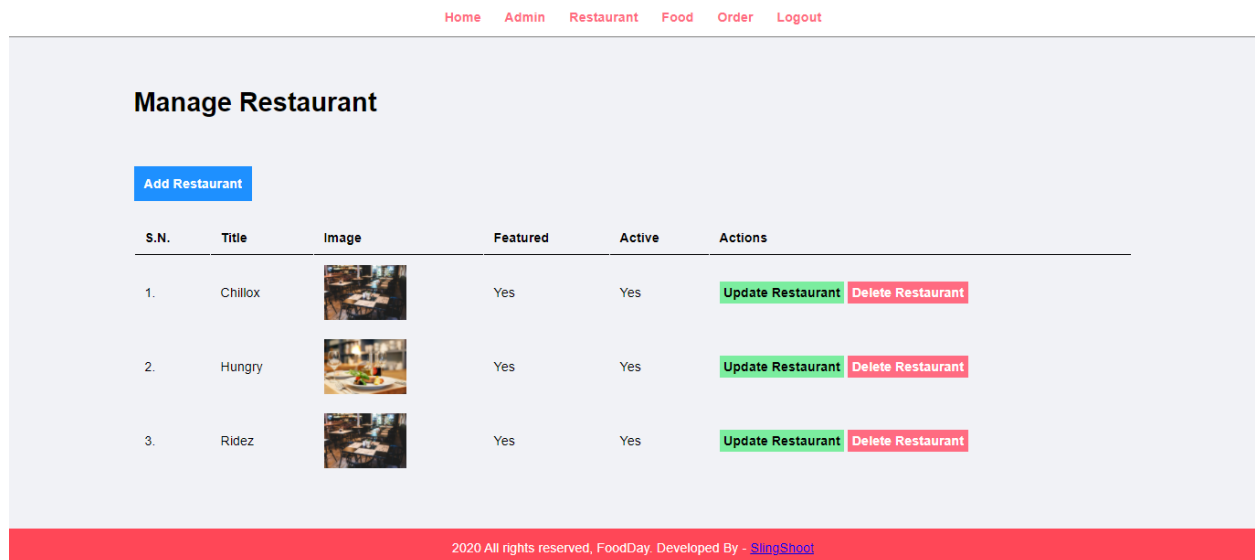 Home Admin Restaurant Food Order Logout
Manage Restaurant
Add Restaurant
S.N. Title Image Featured Active Actions
1. Chillox Yes Yes Update Restaurant Delete Restaurant
2. Hungry Yes Yes Update Restaurant Delete Restaurant
3. Ridez Yes Yes Update Restaurant Delete Restaurant
2020 All rights reserved, FoodDay. Developed By - SlingShoot